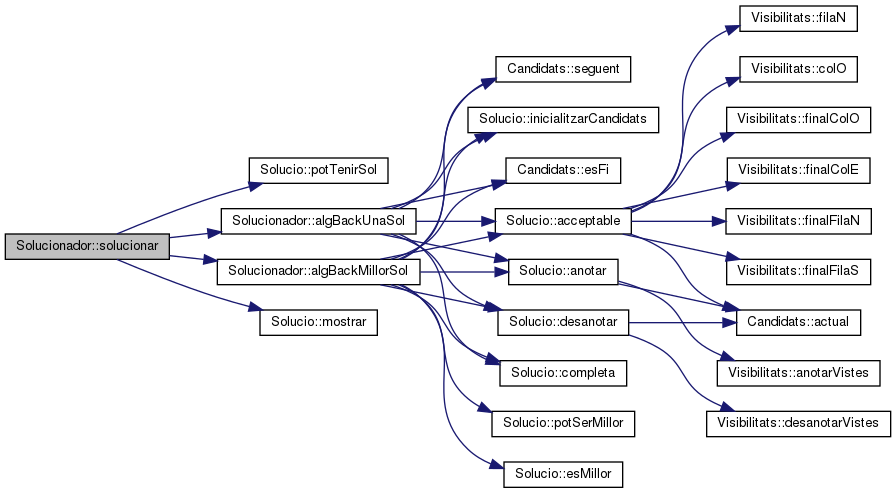 Solucionador::solucionar
Solucio::potTenirSol
Solucionador::algBackUnaSol
Solucionador::algBackMillorSol
Solucio::mostrar
Candidats::seguent
Solucio::inicialitzarCandidats
Candidats::esFi
Solucio::acceptable
Solucio::anotar
Solucio::desanotar
Solucio::completa
Solucio::potSerMillor
Solucio::esMillor
Visibilitats::filaN
Visibilitats::colO
Visibilitats::finalColO
Visibilitats::finalColE
Visibilitats::finalFilaN
Visibilitats::finalFilaS
Candidats::actual
Visibilitats::anotarVistes
Visibilitats::desanotarVistes